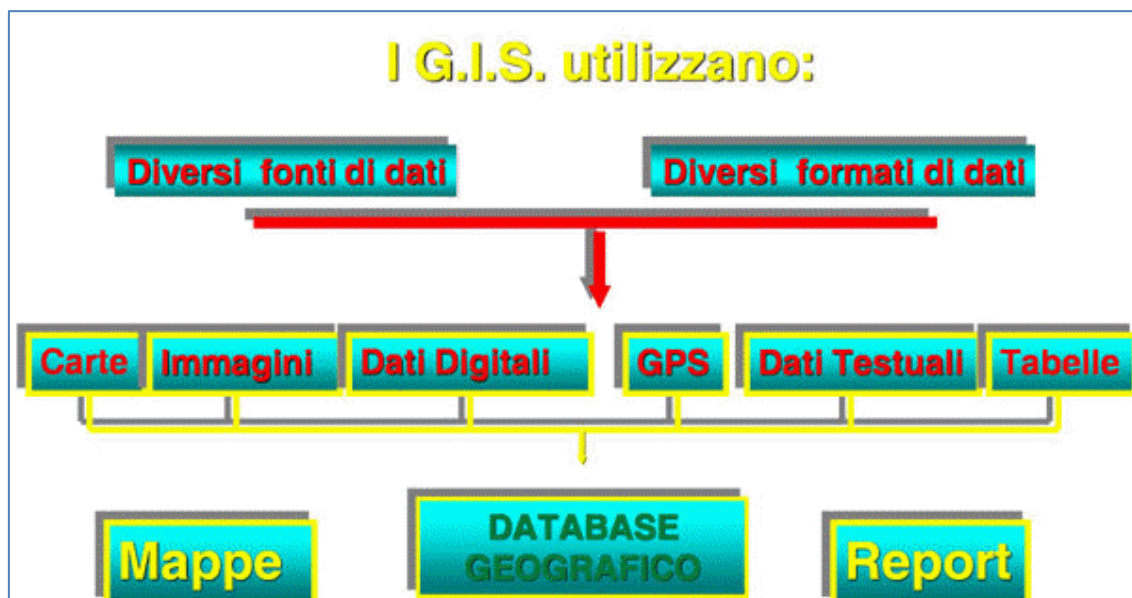 I G.I.S. utilizzano:
Diversi fonti di dati
Diversi formati di dati
Carte
Immagini
Dati Digitali
GPS
Dati Testuali
Tabelle
Mappe
DATABASE
GEOGRAFICO
Report